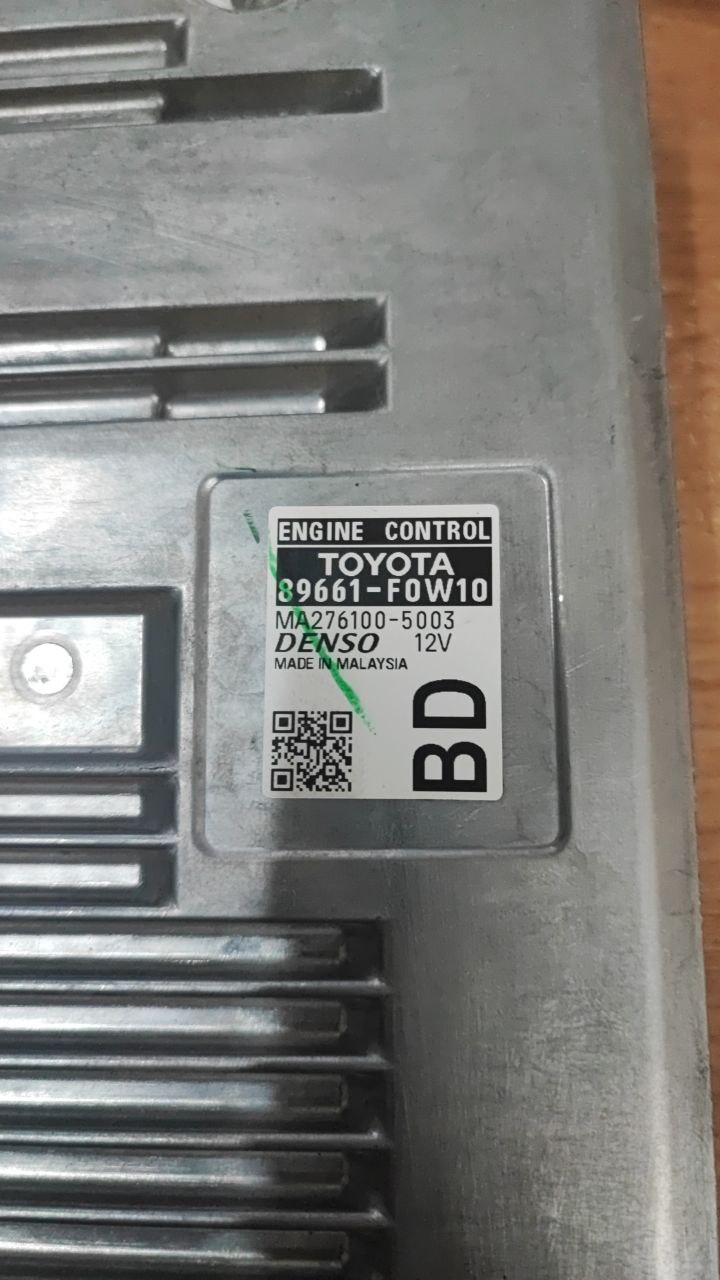 ENGINE CONTROL
TOYOTA
89661-F0W10
MA276100-5003
DENSO 12V
MADE IN MALAYSIA
BD